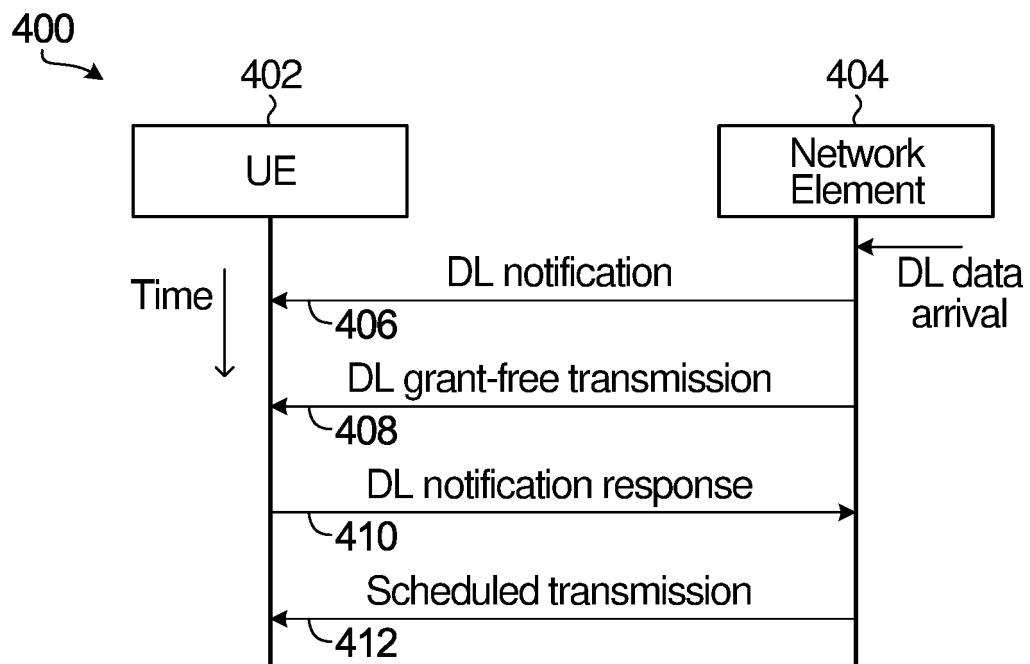 400
402
404
UE
Network
Element
DL notification
DL data
arrival
Time
406
DL grant-free transmission
408
DL notification response
410
Scheduled transmission
412